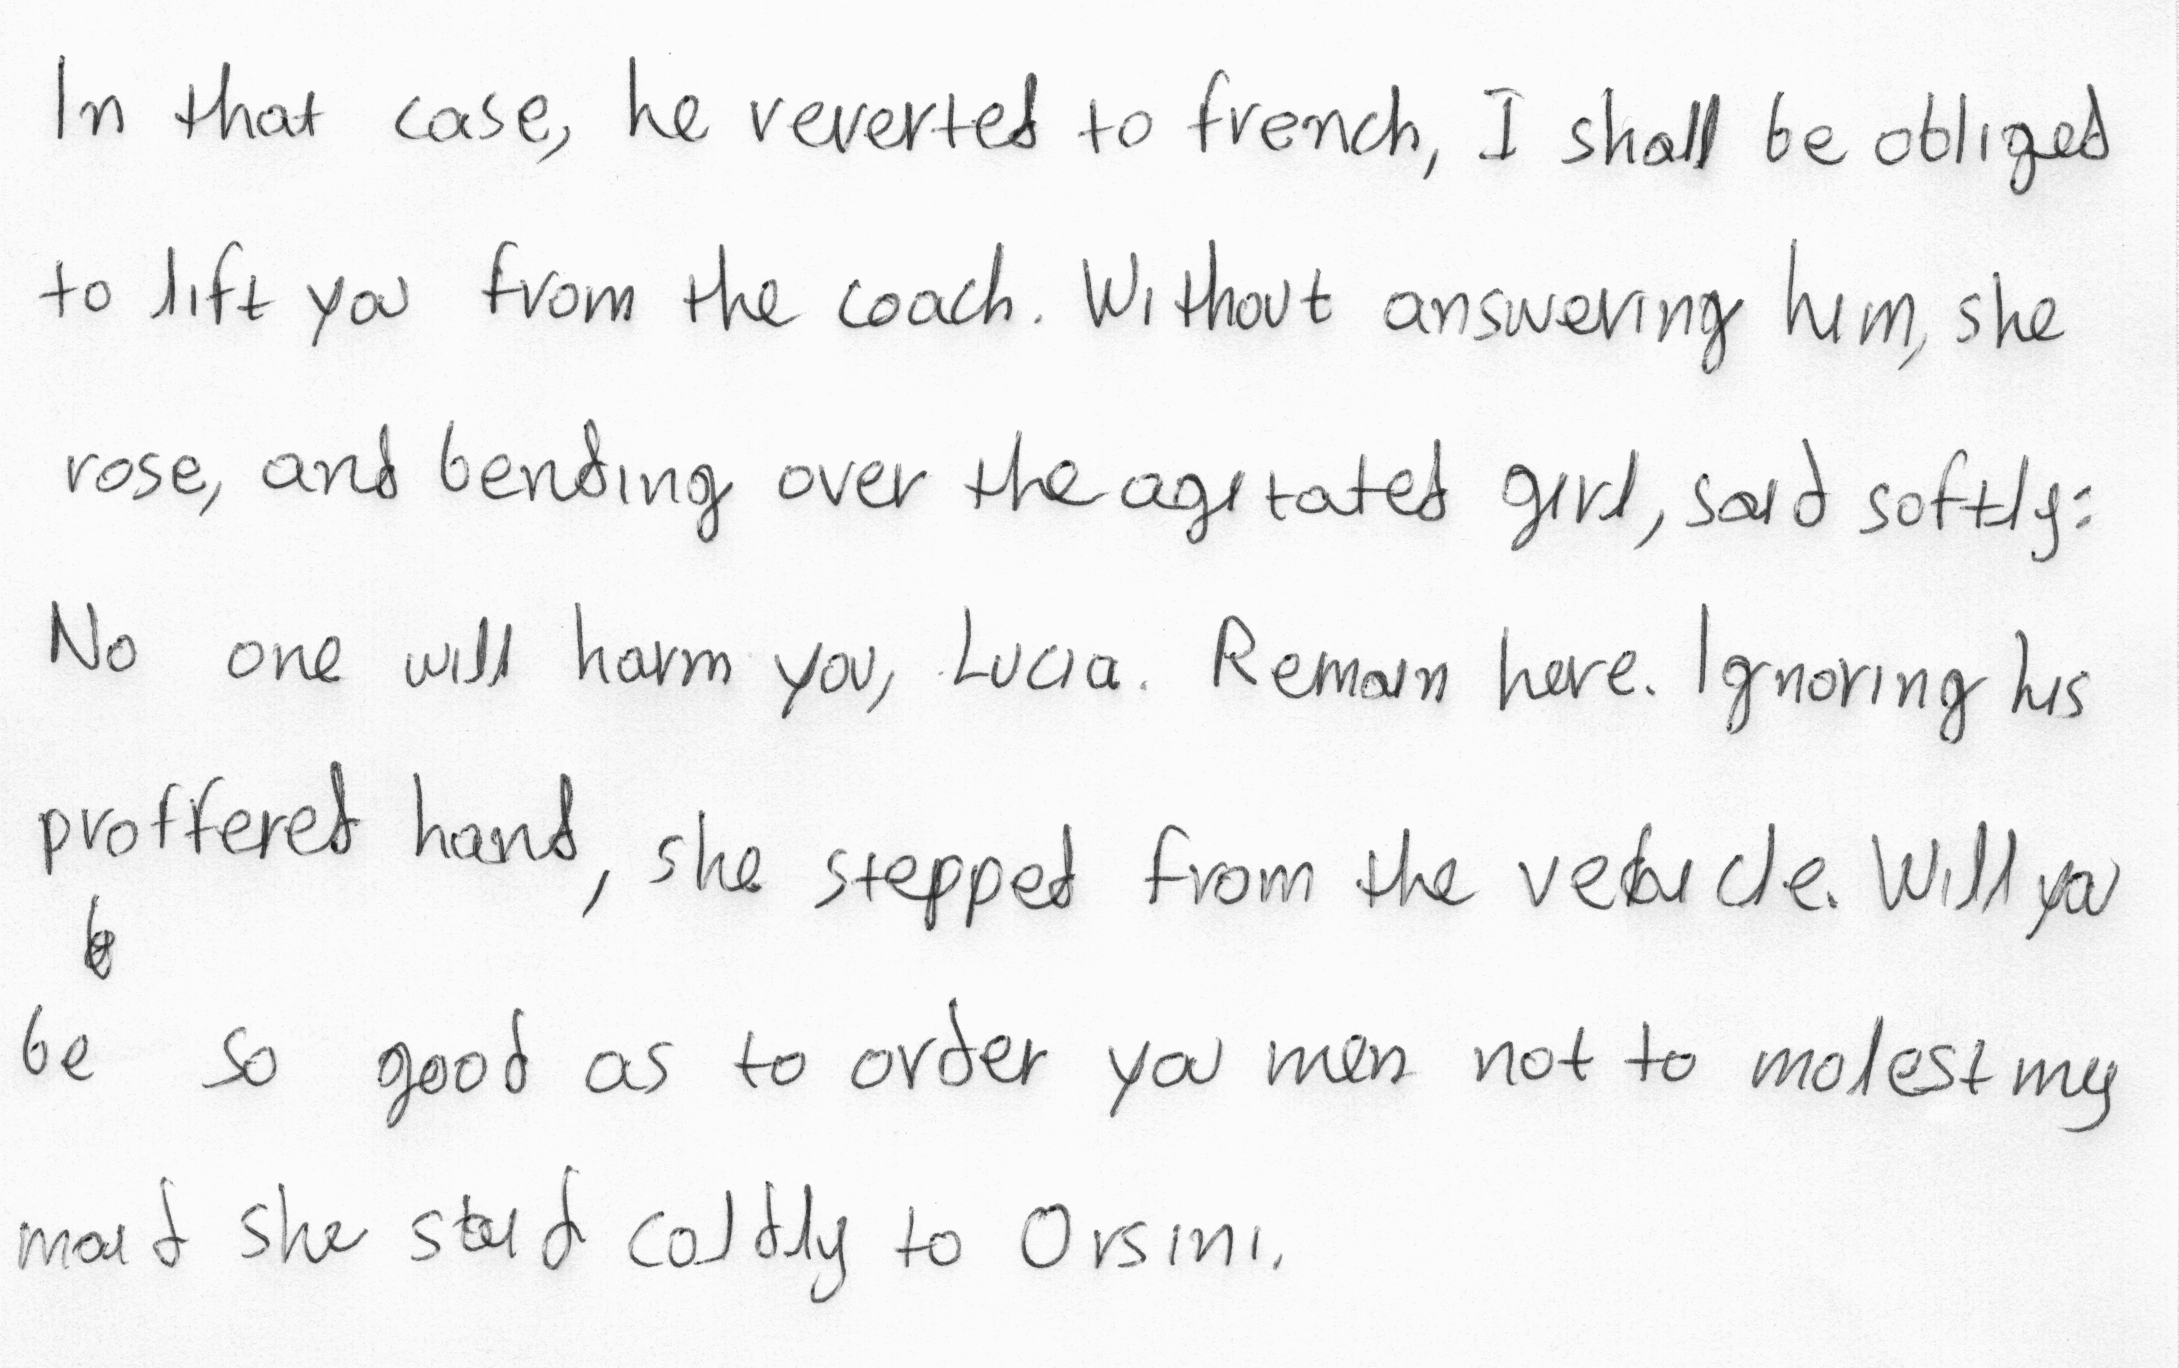 In that case, he reverted to french, I shall be obliged
to lift you from the coach. Without answering him, she
rose, and bending over the agitated girl, said softly:
No one will harm you, Lucia. Remain here. Ignoring his
proffered hand, she stepped from the vehicle. Will you
be so good as to order you men not to molest my
maid she said coldly to Orsini.